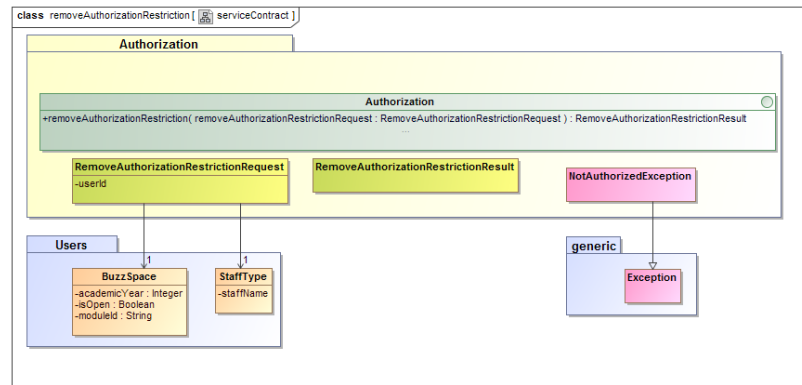 class removeAuthorizationRestriction [ serviceContract ]
Authorization
Authorization
+removeAuthorizationRestriction( removeAuthorizationRestrictionRequest : RemoveAuthorizationRestrictionRequest ) : RemoveAuthorizationRestrictionResult
...
RemoveAuthorizationRestrictionRequest
-userId
RemoveAuthorizationRestrictionResult
NotAuthorizedException
Users
1
1
BuzzSpace
-academicYear : Integer
-isOpen : Boolean
-moduleId : String
StaffType
-staffName
generic
Exception